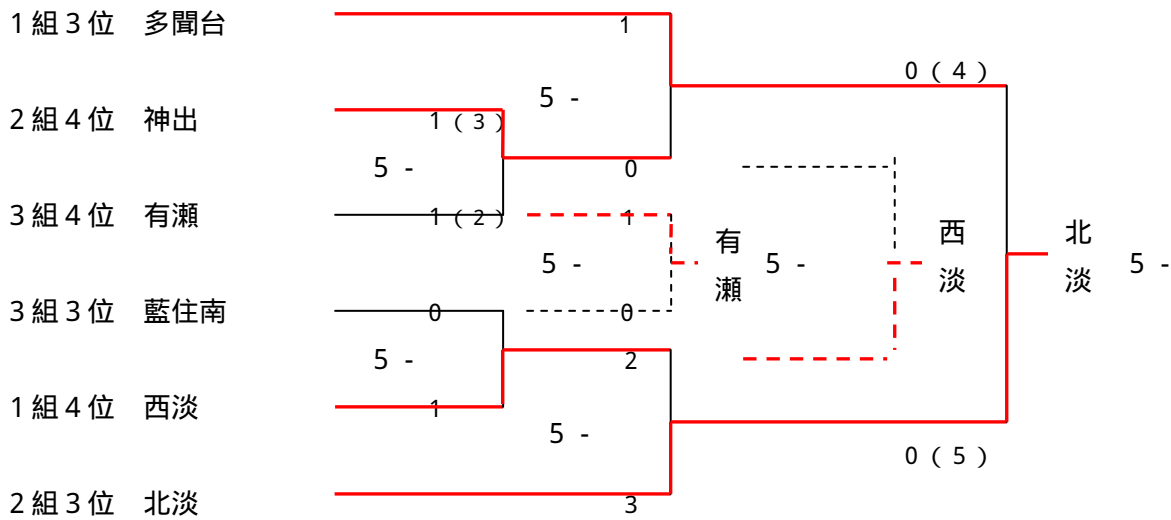 1組3位 多聞台
1
0(4)
5 -
2組4位 神出
1(3)
5 -
0
3組4位 有瀬
1(2)
1
有瀬
5 -
西淡
北淡
5 -
5 -
3組3位 藍住南
0
0
5 -
2
1組4位 西淡
1
5 -
0(5)
2組3位 北淡
3